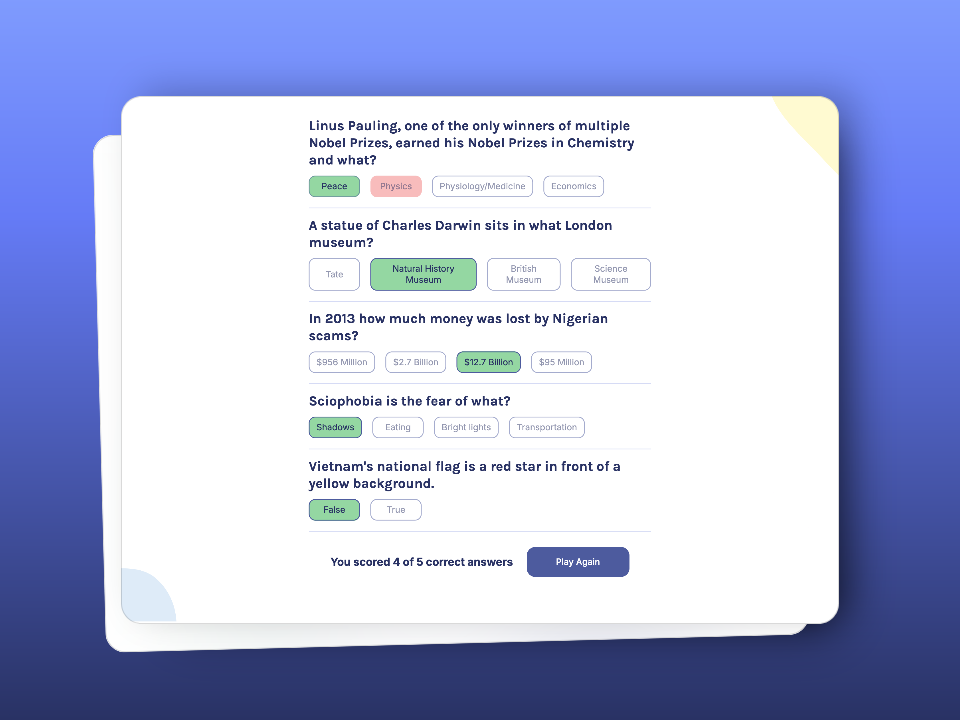 Linus Pauling, one of the only winners of multiple
Nobel Prizes, earned his Nobel Prizes in Chemistry
and what?
Peace Physics Physiology/Medicine Economics
A statue of Charles Darwin sits in what London
museum?
Tate Natural History Museum British Museum Science Museum
In 2013 how much money was lost by Nigerian
scams?
$956 Million $2.7 Billion $12.7 Billion $95 Million
Sciophobia is the fear of what?
Shadows Eating Bright lights Transportation
Vietnam's national flag is a red star in front of a
yellow background.
False True
You scored 4 of 5 correct answers Play Again